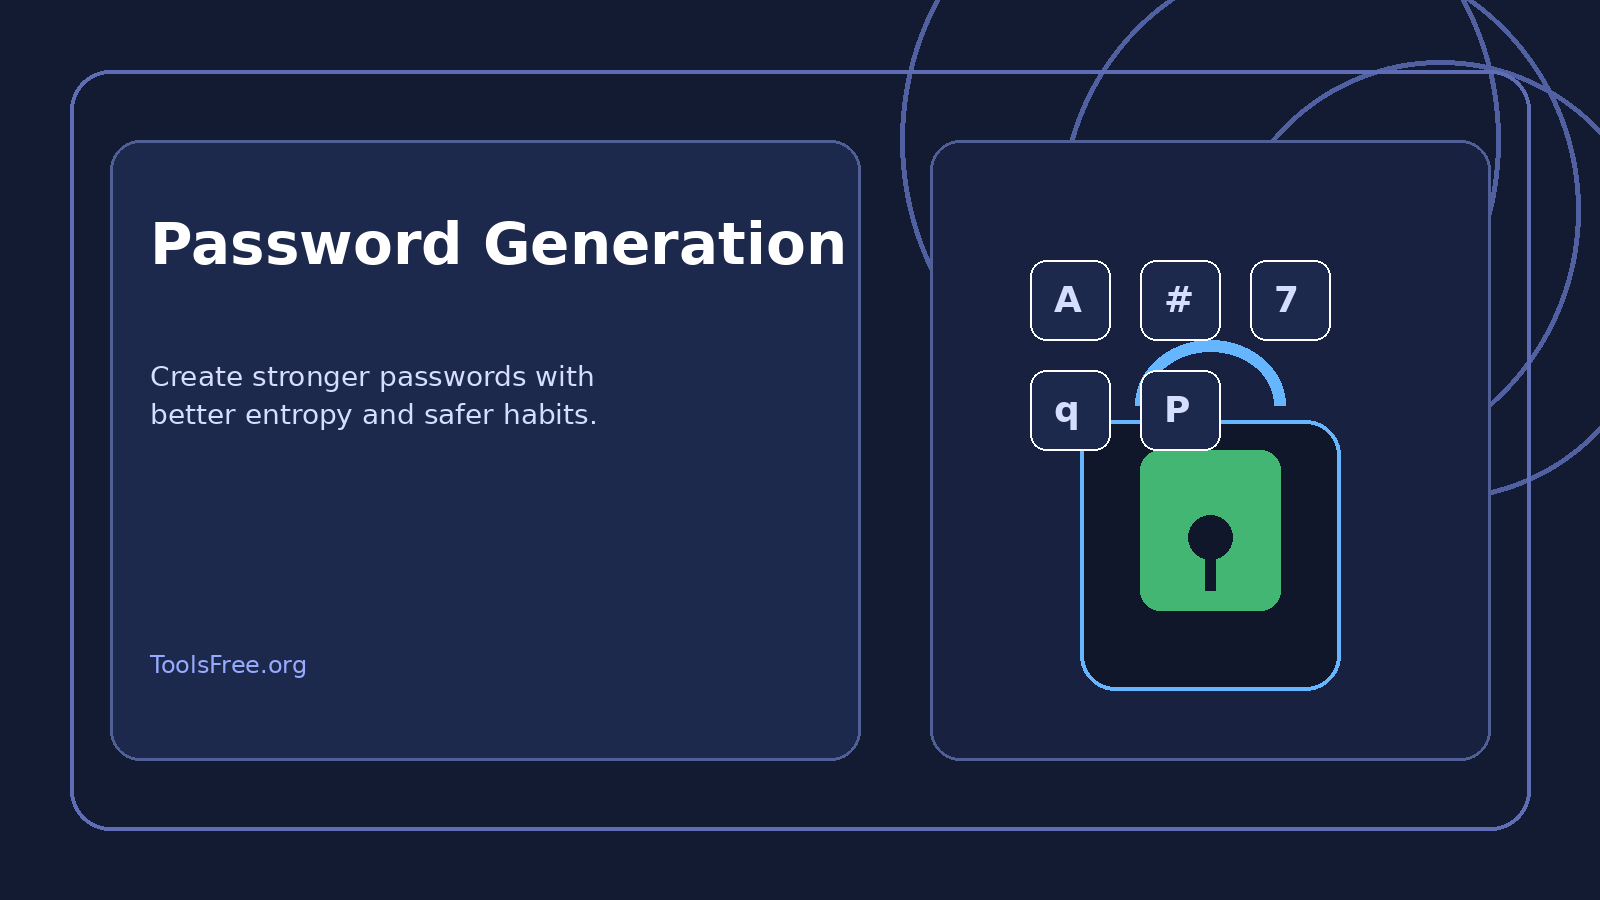 Password Generation
Create stronger passwords with
better entropy and safer habits.
ToolsFree.org
A # 7
q P